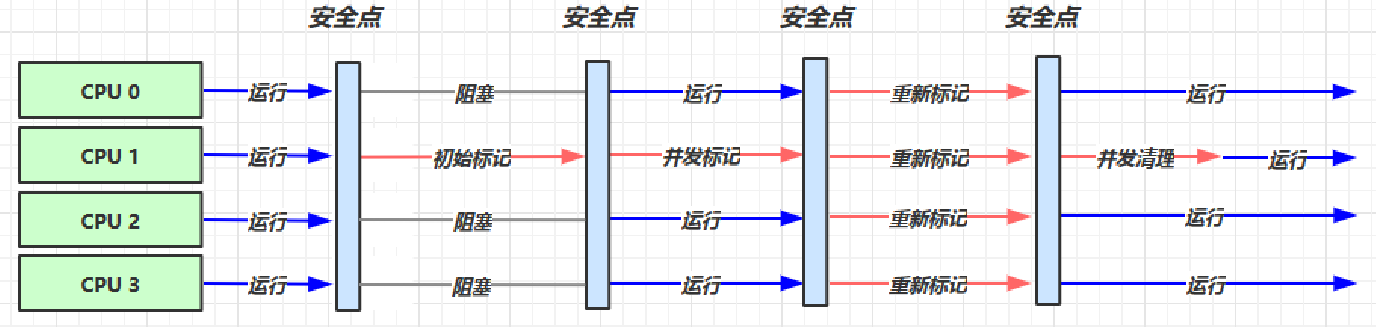 安全点 安全点 安全点 安全点
CPU 0 运行 阻塞 运行 重新标记 运行
CPU 1 运行 初始标记 并发标记 重新标记 并发清理 运行
CPU 2 运行 阻塞 运行 重新标记 运行
CPU 3 运行 阻塞 运行 重新标记 运行